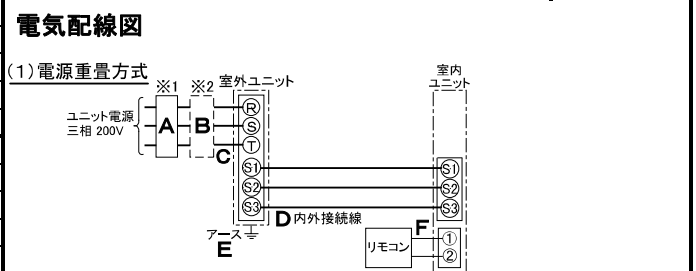 電気配線図
(1)電源重畳方式
※1 ※2 室外ユニット 室内
ユニット
ユニット電源
三相 200V
A B
R
S
T
C
S1 S1
S2 S2
S3 S3
D 内外接続線
アース
E
F
リモコン
①
②